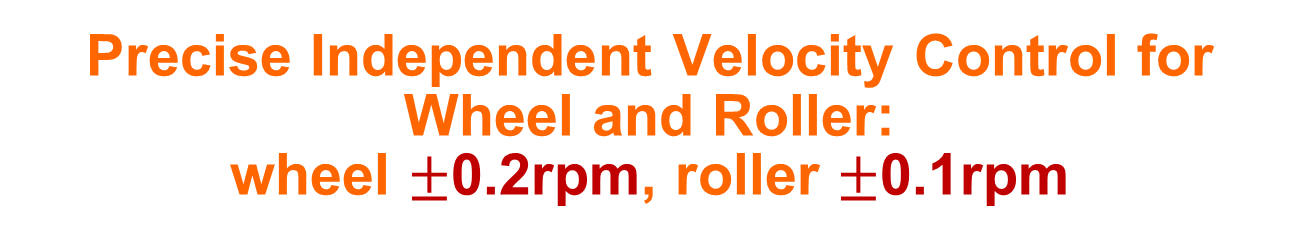 Precise Independent Velocity Control for
Wheel and Roller:
wheel ±0.2rpm, roller ±0.1rpm